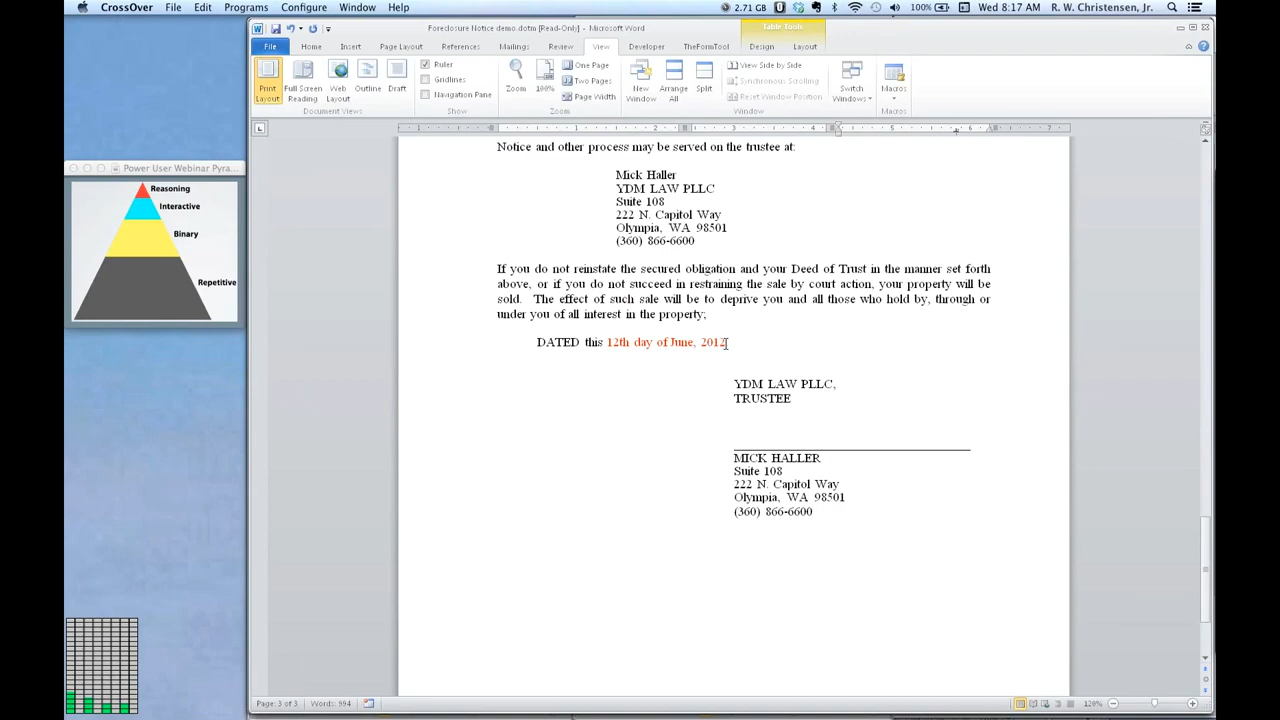 CrossOver File Edit Programs Configure Window Help 2.71 GB 100% Wed 8:17 AM R. W. Christensen, Jr.
Foreclosure Notice demo.dotm [Read-Only] - Microsoft Word
Table Tools
File Home Insert Page Layout References Mailings Review View Developer TheFormTool Design Layout
Print Layout
Full Screen Reading
Web Layout
Outline
Draft
Document Views
Ruler
Gridlines
Navigation Pane
Show
Zoom
100%
One Page
Two Pages
Page Width
Zoom
New Window
Arrange All
Split
View Side by Side
Synchronous Scrolling
Reset Window Position
Window
Switch Windows
Macros
Macros
1 1 2 3 4 5 6 7
Power User Webinar Pyra...
Reasoning
Interactive
Binary
Repetitive
Notice and other process may be served on the trustee at:
Mick Haller
YDM LAW PLLC
Suite 108
222 N. Capitol Way
Olympia, WA 98501
(360) 866-6600
If you do not reinstate the secured obligation and your Deed of Trust in the manner set forth
above, or if you do not succeed in restraining the sale by court action, your property will be
sold. The effect of such sale will be to deprive you and all those who hold by, through or
under you of all interest in the property;
DATED this 12th day of June, 2012
YDM LAW PLLC,
TRUSTEE
MICK HALLER
Suite 108
222 N. Capitol Way
Olympia, WA 98501
(360) 866-6600
Page: 3 of 3 Words: 994 120%